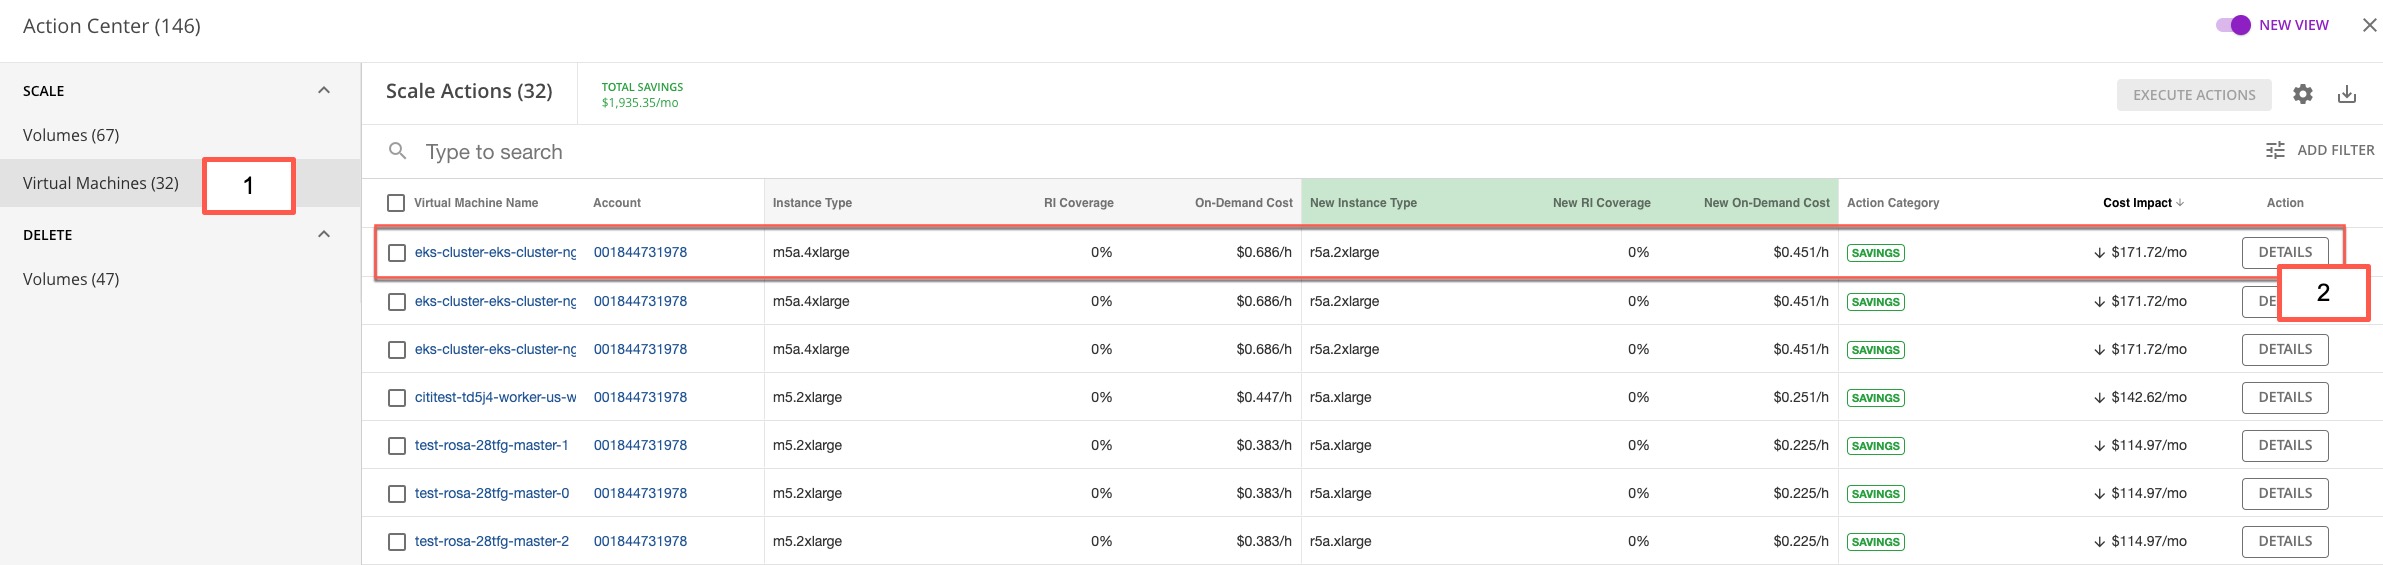 Action Center (146)
NEW VIEW
SCALE
Volumes (67)
Virtual Machines (32)
1
DELETE
Volumes (47)
Scale Actions (32)
TOTAL SAVINGS
$1,935.35/mo
EXECUTE ACTIONS
Type to search
ADD FILTER
Virtual Machine Name Account Instance Type RI Coverage On-Demand Cost New Instance Type New RI Coverage New On-Demand Cost Action Category Cost Impact Action
eks-cluster-eks-cluster-ng 001844731978 m5a.4xlarge 0% $0.686/h r5a.2xlarge 0% $0.451/h SAVINGS ↓ $171.72/mo DETAILS
eks-cluster-eks-cluster-ng 001844731978 m5a.4xlarge 0% $0.686/h r5a.2xlarge 0% $0.451/h SAVINGS ↓ $171.72/mo DE
2
eks-cluster-eks-cluster-ng 001844731978 m5a.4xlarge 0% $0.686/h r5a.2xlarge 0% $0.451/h SAVINGS ↓ $171.72/mo DETAILS
cititest-td5j4-worker-us-w 001844731978 m5.2xlarge 0% $0.447/h r5a.xlarge 0% $0.251/h SAVINGS ↓ $142.62/mo DETAILS
test-rosa-28tfg-master-1 001844731978 m5.2xlarge 0% $0.383/h r5a.xlarge 0% $0.225/h SAVINGS ↓ $114.97/mo DETAILS
test-rosa-28tfg-master-0 001844731978 m5.2xlarge 0% $0.383/h r5a.xlarge 0% $0.225/h SAVINGS ↓ $114.97/mo DETAILS
test-rosa-28tfg-master-2 001844731978 m5.2xlarge 0% $0.383/h r5a.xlarge 0% $0.225/h SAVINGS ↓ $114.97/mo DETAILS